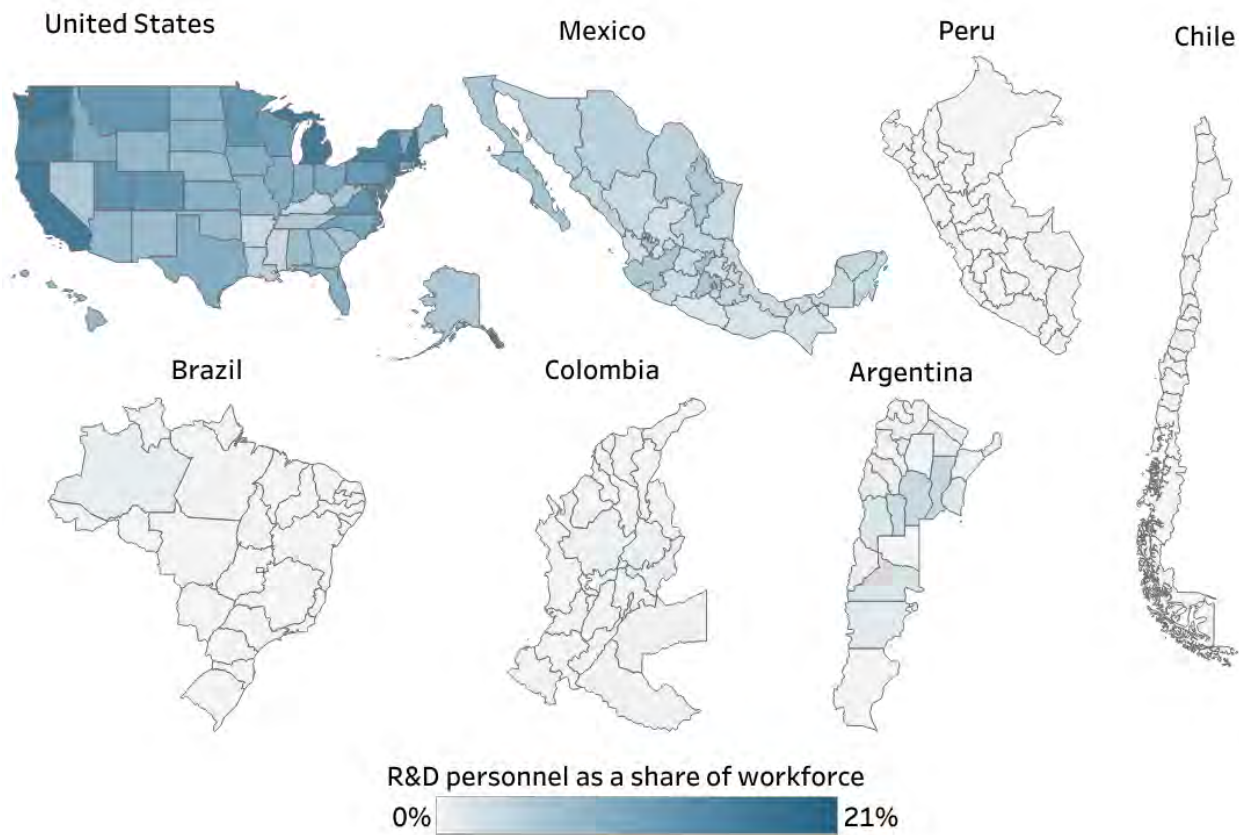 United States
Mexico
Peru
Chile
Brazil
Colombia
Argentina
R&D personnel as a share of workforce
0%
21%